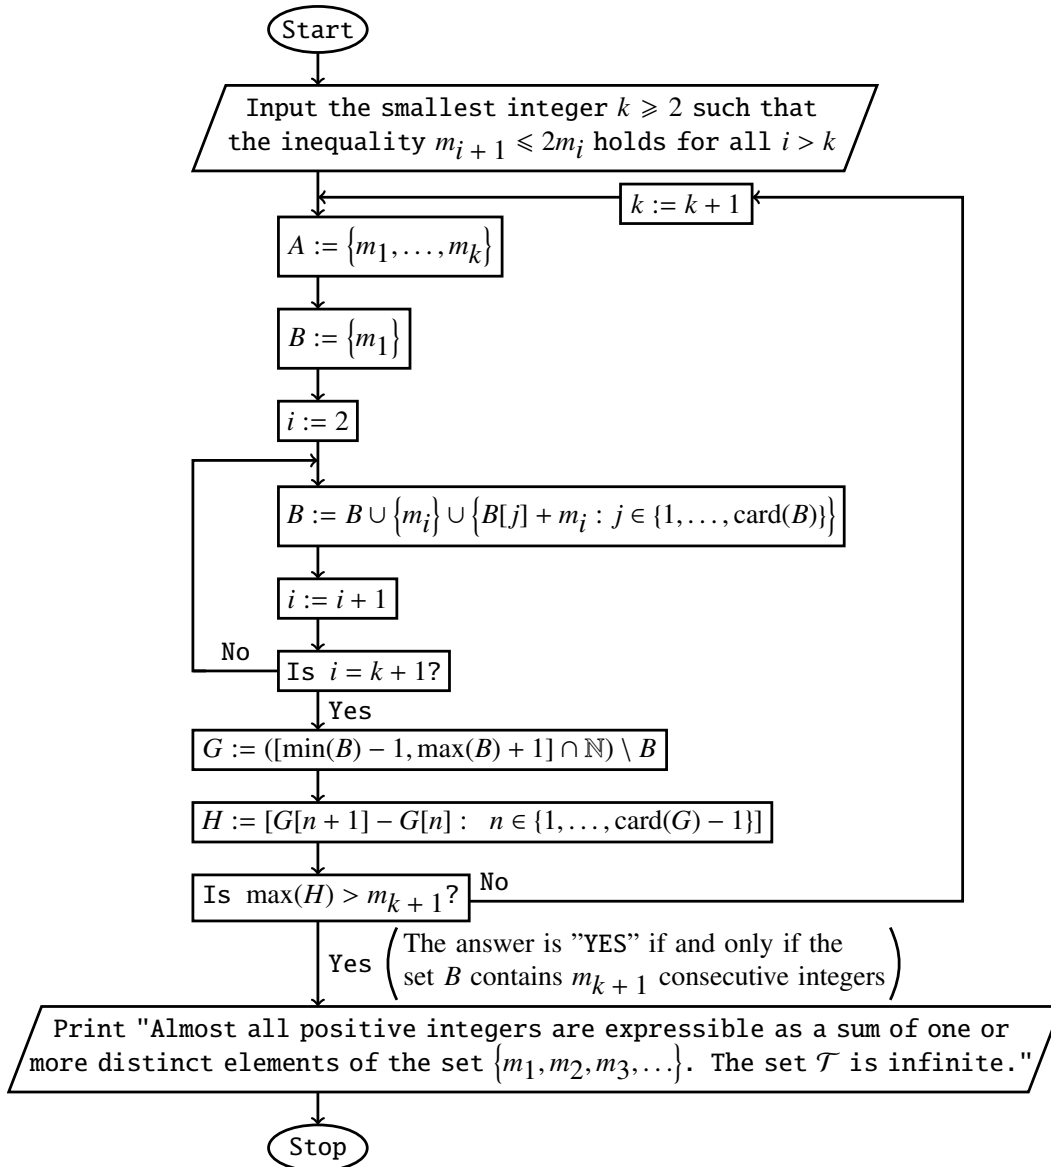 Start
Input the smallest integer k ⩾ 2 such that
the inequality m_{i + 1} ⩽ 2m_i holds for all i > k
k := k + 1
A := {m_1, . . . , m_k}
B := {m_1}
i := 2
B := B ∪ {m_i} ∪ {B[j] + m_i : j ∈ {1, . . . , card(B)}}
i := i + 1
No
Is i = k + 1?
Yes
G := ([min(B) − 1, max(B) + 1] ∩ ℕ) \ B
H := [G[n + 1] − G[n] : n ∈ {1, . . . , card(G) − 1}]
Is max(H) > m_{k + 1}?
No
Yes
The answer is ”YES” if and only if the
set B contains m_{k + 1} consecutive integers
Print "Almost all positive integers are expressible as a sum of one or
more distinct elements of the set {m_1, m_2, m_3, . . .}. The set 𝒯 is infinite."
Stop